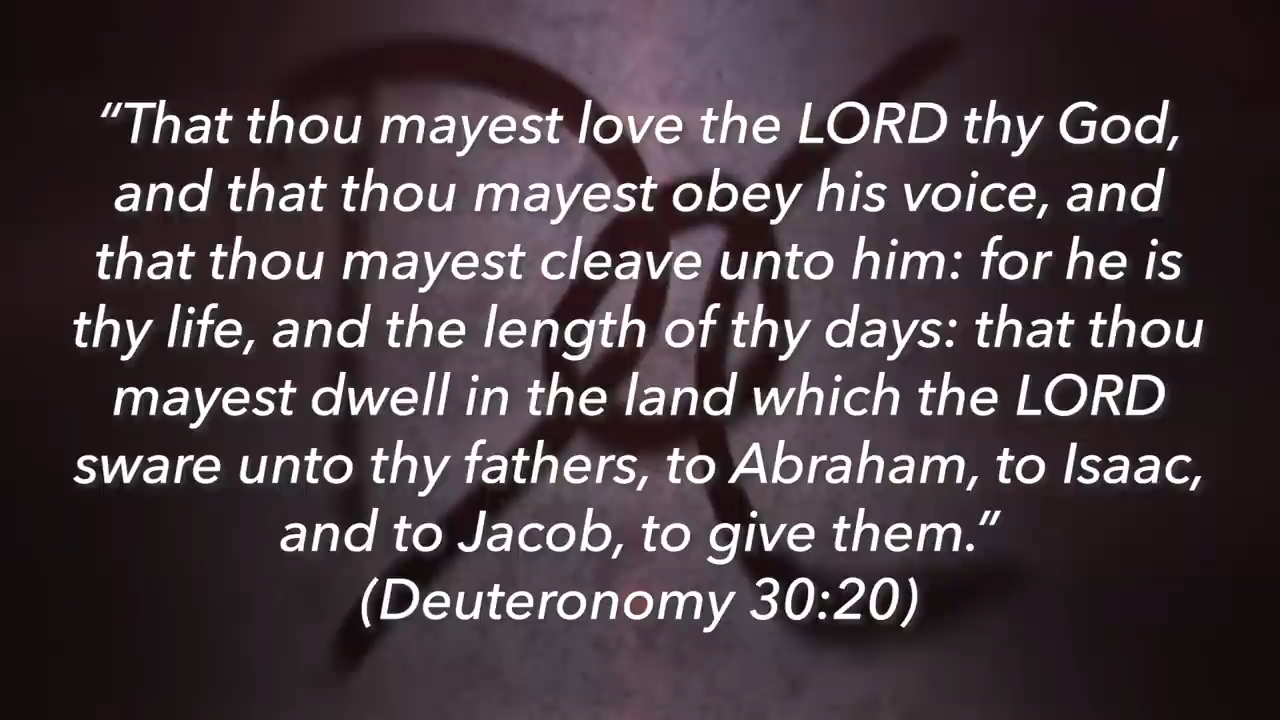 “That thou mayest love the LORD thy God,
and that thou mayest obey his voice, and
that thou mayest cleave unto him: for he is
thy life, and the length of thy days: that thou
mayest dwell in the land which the LORD
sware unto thy fathers, to Abraham, to Isaac,
and to Jacob, to give them.”
(Deuteronomy 30:20)